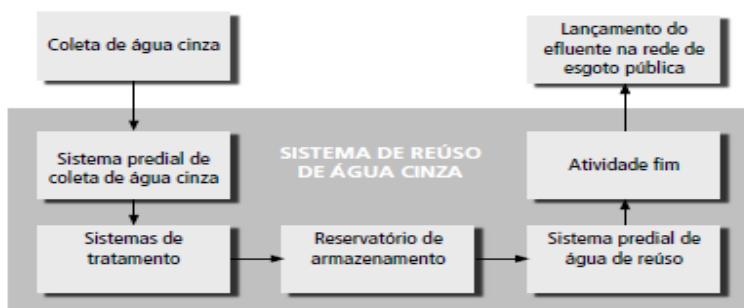 Coleta de água cinza
Lançamento do
efluente na rede de
esgoto pública
Sistema predial de
coleta de água cinza
SISTEMA DE REÚSO
DE ÁGUA CINZA
Atividade fim
Sistemas de
tratamento
Reservatório de
armazenamento
Sistema predial de
água de reúso